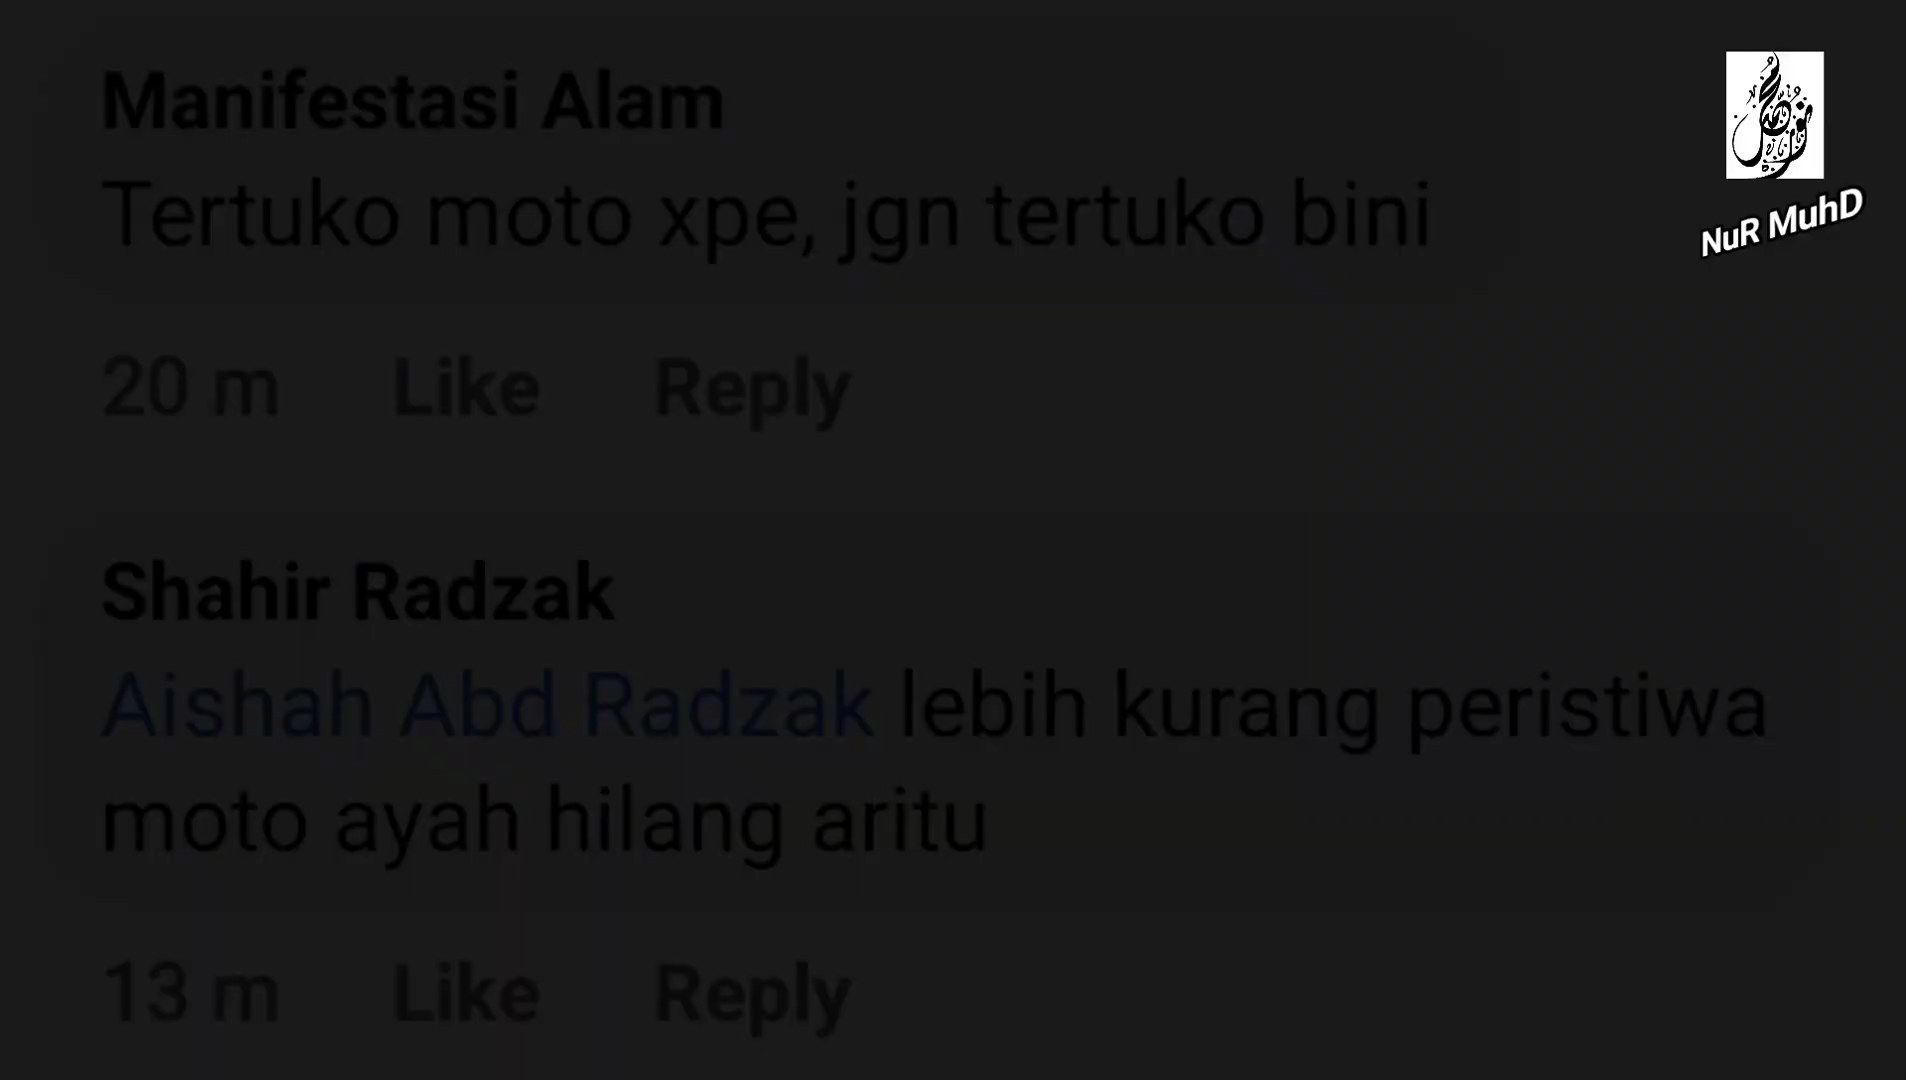 Manifestasi Alam
Tertuko moto xpe, jgn tertuko bini
20 m Like Reply
Shahir Radzak
Aishah Abd Radzak lebih kurang peristiwa
moto ayah hilang aritu
13 m Like Reply
NuR MuhD